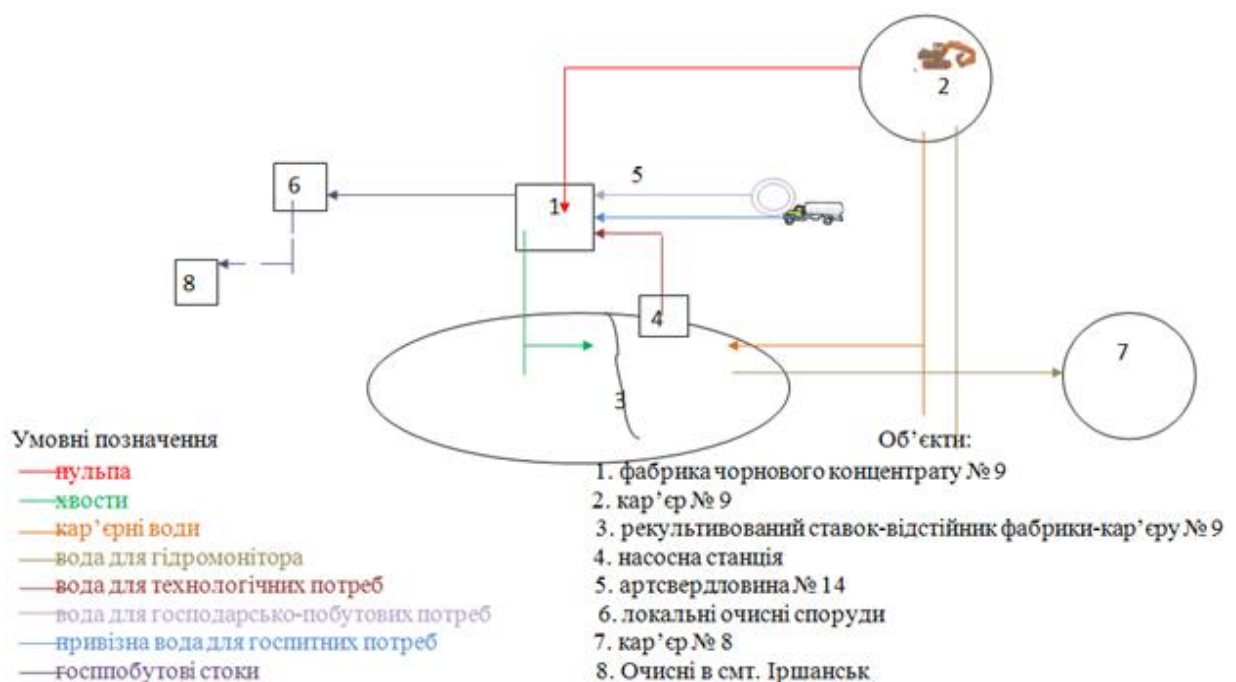 2
5
6
1
8
4
7
3
Умовні позначення
пульпа
хвости
кар’єрні води
вода для гідромонітора
вода для технологічних потреб
вода для господарсько-побутових потреб
привізна вода для госпитних потреб
госппобутові стоки
Об’єкти:
1. фабрика чорнового концентрату № 9
2. кар’єр № 9
3. рекультивований ставок-відстійник фабрики-кар’єру № 9
4. насосна станція
5. артсвердловина № 14
6. локальні очисні споруди
7. кар’єр № 8
8. Очисні в смт. Іршанськ